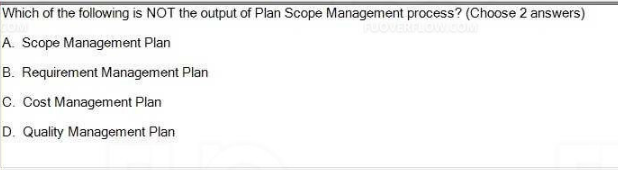 Which of the following is NOT the output of Plan Scope Management process? (Choose 2 answers)
A. Scope Management Plan
B. Requirement Management Plan
C. Cost Management Plan
D. Quality Management Plan